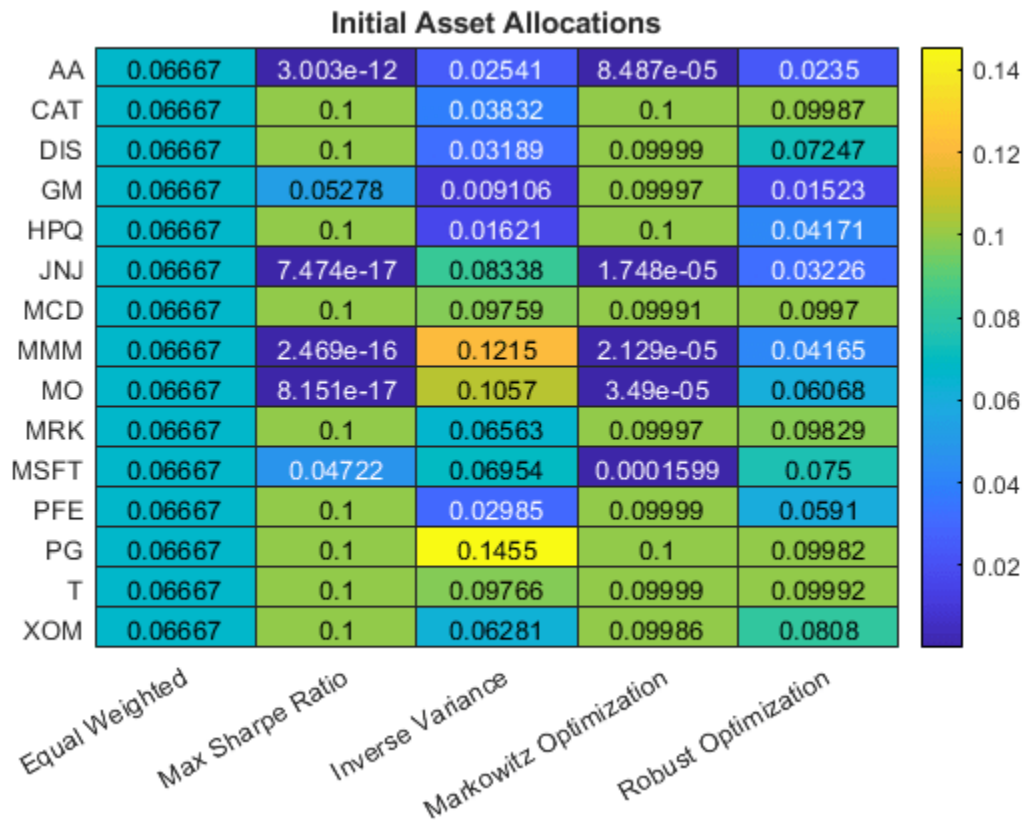 Initial Asset Allocations
AA 0.06667 3.003e-12 0.02541 8.487e-05 0.0235
CAT 0.06667 0.1 0.03832 0.1 0.09987
DIS 0.06667 0.1 0.03189 0.09999 0.07247
GM 0.06667 0.05278 0.009106 0.09997 0.01523
HPQ 0.06667 0.1 0.01621 0.1 0.04171
JNJ 0.06667 7.474e-17 0.08338 1.748e-05 0.03226
MCD 0.06667 0.1 0.09759 0.09991 0.0997
MMM 0.06667 2.469e-16 0.1215 2.129e-05 0.04165
MO 0.06667 8.151e-17 0.1057 3.49e-05 0.06068
MRK 0.06667 0.1 0.06563 0.09997 0.09829
MSFT 0.06667 0.04722 0.06954 0.0001599 0.075
PFE 0.06667 0.1 0.02985 0.09999 0.0591
PG 0.06667 0.1 0.1455 0.1 0.09982
T 0.06667 0.1 0.09766 0.09999 0.09992
XOM 0.06667 0.1 0.06281 0.09986 0.0808
Equal Weighted
Max Sharpe Ratio
Inverse Variance
Markowitz Optimization
Robust Optimization
0.14
0.12
0.1
0.08
0.06
0.04
0.02